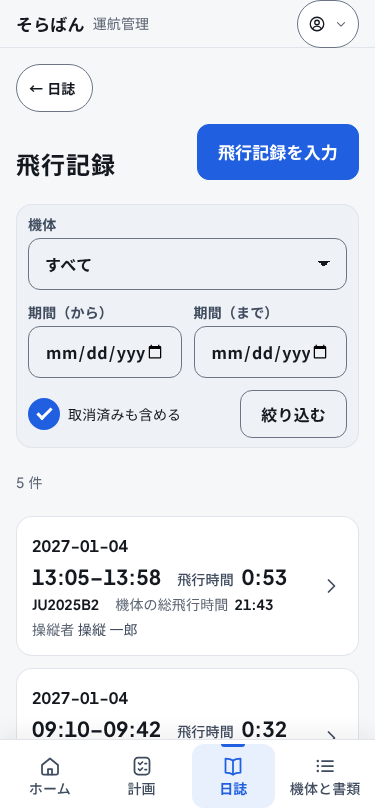 そらばん 運航管理
← 日誌
飛行記録
飛行記録を入力
機体
すべて
期間（から） 期間（まで）
mm/dd/yyy mm/dd/yyy
取消済みも含める 絞り込む
5 件
2027-01-04
13:05–13:58 飛行時間 0:53
JU2025B2 機体の総飛行時間 21:43
操縦者 操縦 一郎
2027-01-04
09:10–09:42 飛行時間 0:32
ホーム 計画 日誌 機体と書類